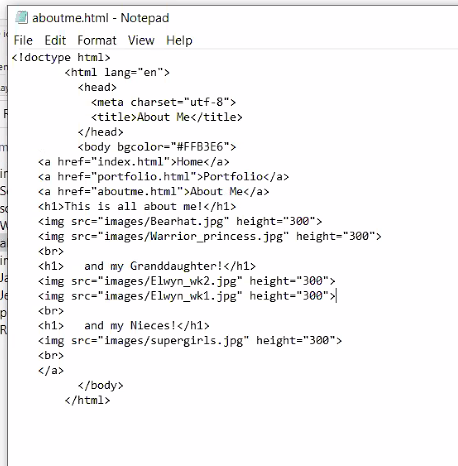 aboutme.html - Notepad
File Edit Format View Help
<!doctype html>
<html lang="en">
<head>
<meta charset="utf-8">
<title>About Me</title>
</head>
<body bgcolor="#FFB3E6">
<a href="index.html">Home</a>
<a href="portfolio.html">Portfolio</a>
<a href="aboutme.html">About Me</a>
<h1>This is all about me!</h1>
<img src="images/Bearhat.jpg" height="300">
<img src="images/Warrior_princess.jpg" height="300">
<br>
<h1>   and my Granddaughter!</h1>
<img src="images/Elwyn_wk2.jpg" height="300">
<img src="images/Elwyn_wk1.jpg" height="300">
<br>
<h1>   and my Nieces!</h1>
<img src="images/supergirls.jpg" height="300">
<br>
</a>
</body>
</html>